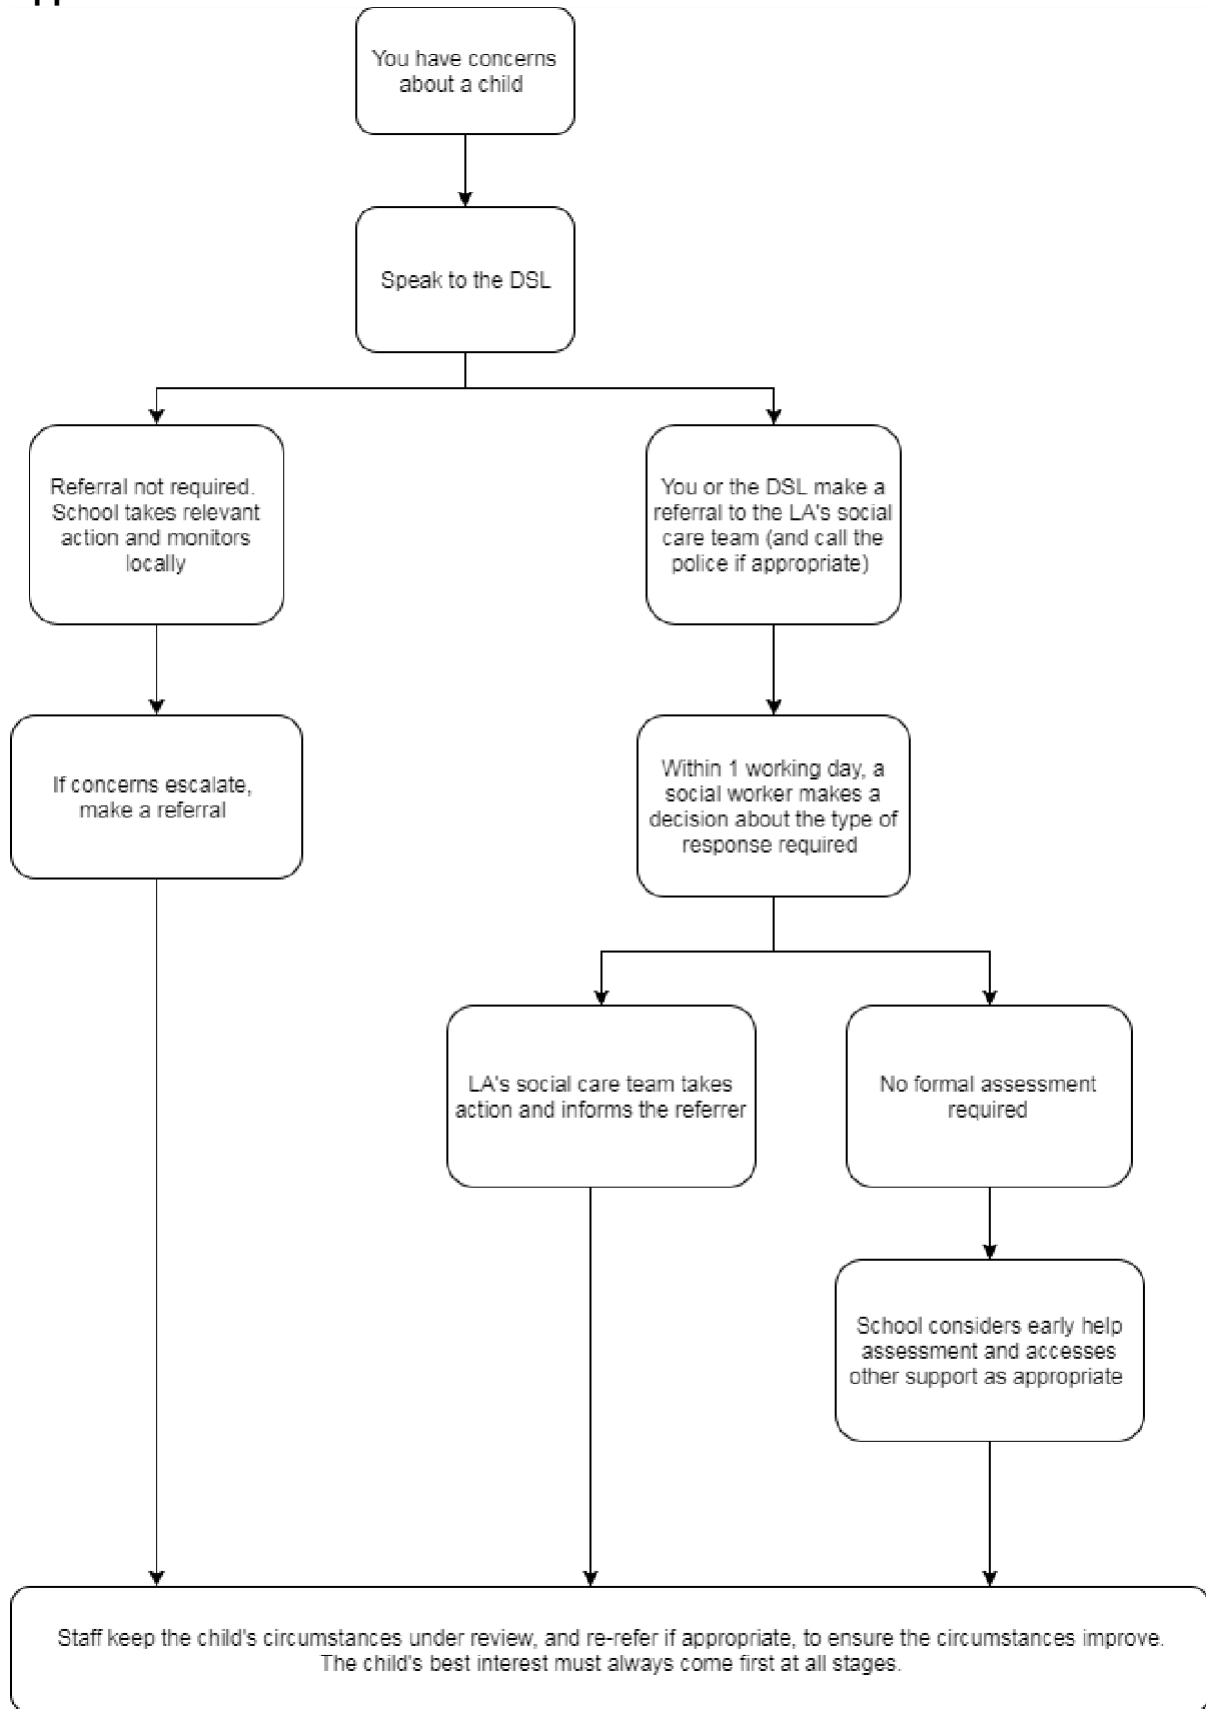 You have concerns
about a child
Speak to the DSL
Referral not required.
School takes relevant
action and monitors
locally
You or the DSL make a
referral to the LA's social
care team (and call the
police if appropriate)
If concerns escalate,
make a referral
Within 1 working day, a
social worker makes a
decision about the type of
response required
LA's social care team takes
action and informs the referrer
No formal assessment
required
School considers early help
assessment and accesses
other support as appropriate
Staff keep the child's circumstances under review, and re-refer if appropriate, to ensure the circumstances improve.
The child's best interest must always come first at all stages.